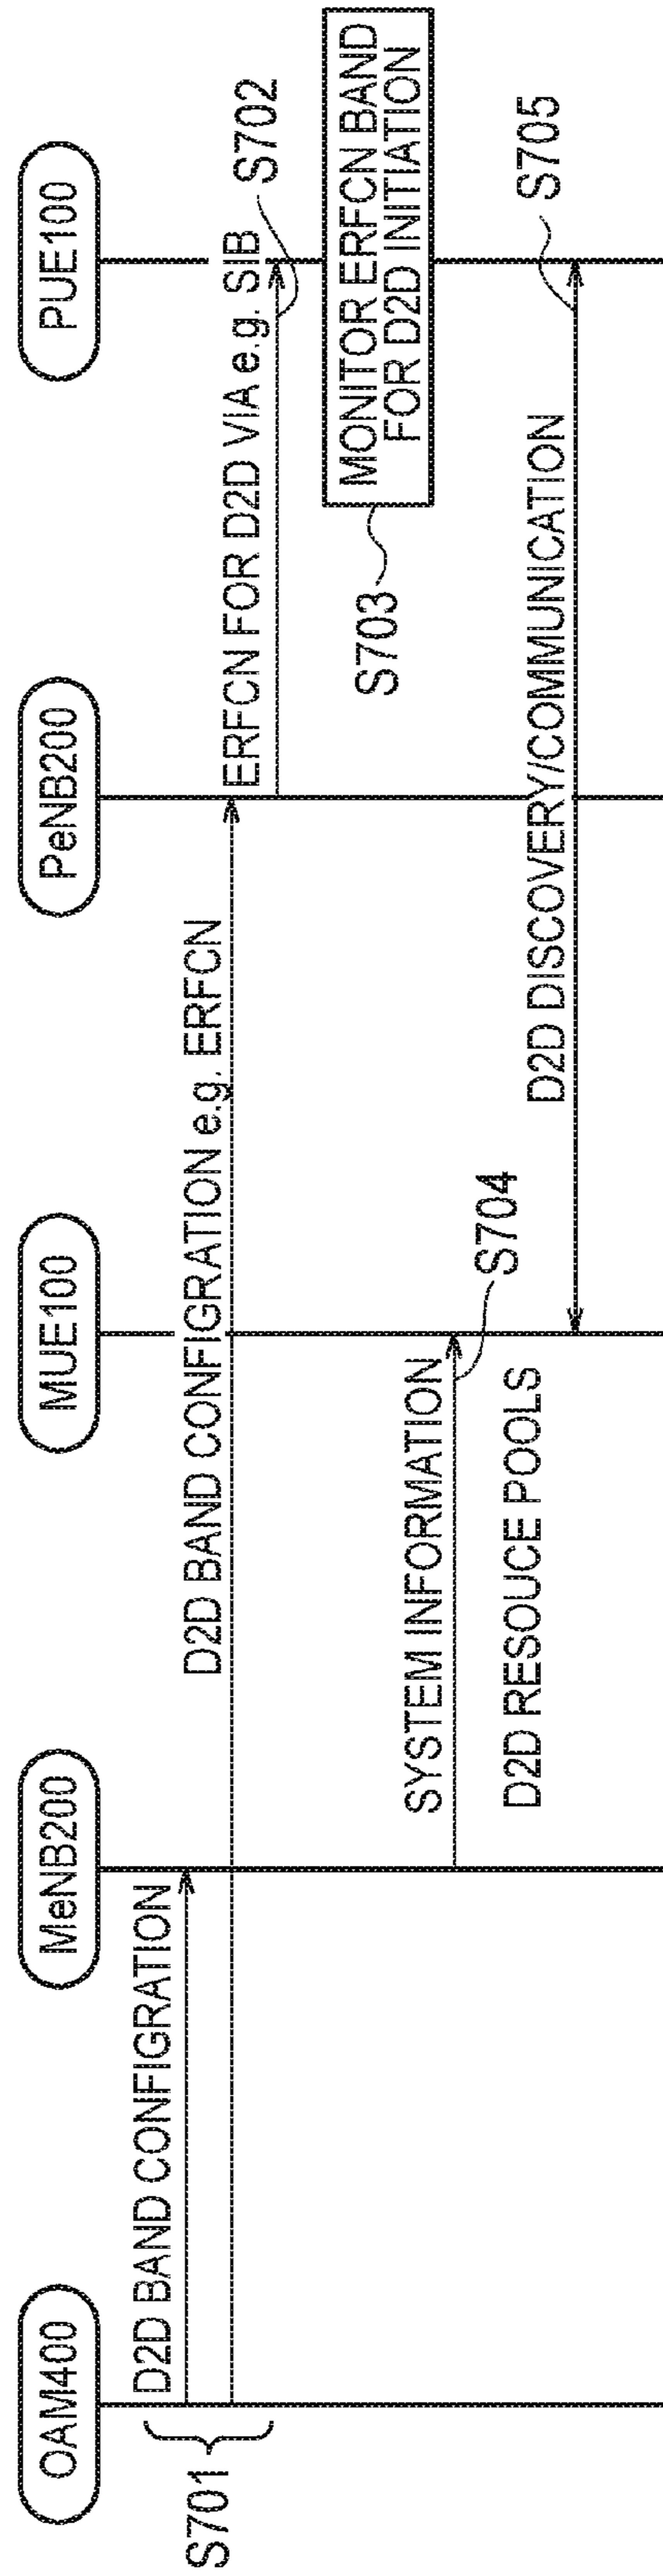 OAM400
MeNB200
MUE100
PeNB200
PUE100
S701
D2D BAND CONFIGRATION
D2D BAND CONFIGRATION e.g. ERFCN
ERFCN FOR D2D VIA e.g. SIB
S702
S703
MONITOR ERFCN BAND
FOR D2D INITIATION
SYSTEM INFORMATION
S704
D2D RESOUCE POOLS
D2D DISCOVERY/COMMUNICATION
S705